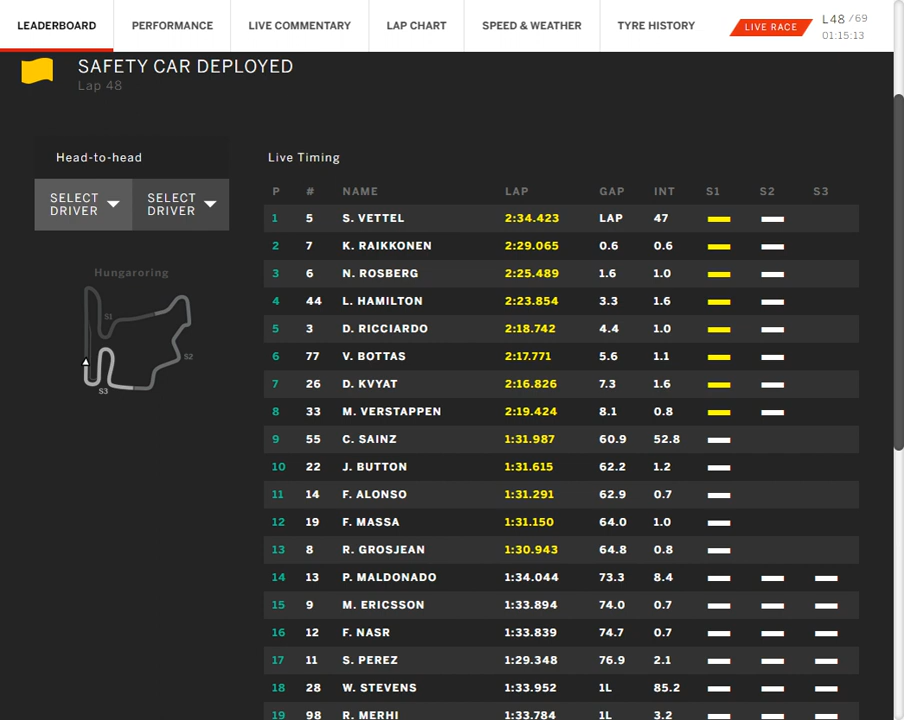 LEADERBOARD PERFORMANCE LIVE COMMENTARY LAP CHART SPEED & WEATHER TYRE HISTORY LIVE RACE L48 /69
01:15:13
SAFETY CAR DEPLOYED
Lap 48
Head-to-head
SELECT DRIVER
SELECT DRIVER
Hungaroring
S1
S2
S3
Live Timing
P # NAME LAP GAP INT S1 S2 S3
1 5 S. VETTEL 2:34.423 LAP 47
2 7 K. RAIKKONEN 2:29.065 0.6 0.6
3 6 N. ROSBERG 2:25.489 1.6 1.0
4 44 L. HAMILTON 2:23.854 3.3 1.6
5 3 D. RICCIARDO 2:18.742 4.4 1.0
6 77 V. BOTTAS 2:17.771 5.6 1.1
7 26 D. KVYAT 2:16.826 7.3 1.6
8 33 M. VERSTAPPEN 2:19.424 8.1 0.8
9 55 C. SAINZ 1:31.987 60.9 52.8
10 22 J. BUTTON 1:31.615 62.2 1.2
11 14 F. ALONSO 1:31.291 62.9 0.7
12 19 F. MASSA 1:31.150 64.0 1.0
13 8 R. GROSJEAN 1:30.943 64.8 0.8
14 13 P. MALDONADO 1:34.044 73.3 8.4
15 9 M. ERICSSON 1:33.894 74.0 0.7
16 12 F. NASR 1:33.839 74.7 0.7
17 11 S. PEREZ 1:29.348 76.9 2.1
18 28 W. STEVENS 1:33.952 1L 85.2
19 98 R. MERHI 1:33.784 1L 3.2